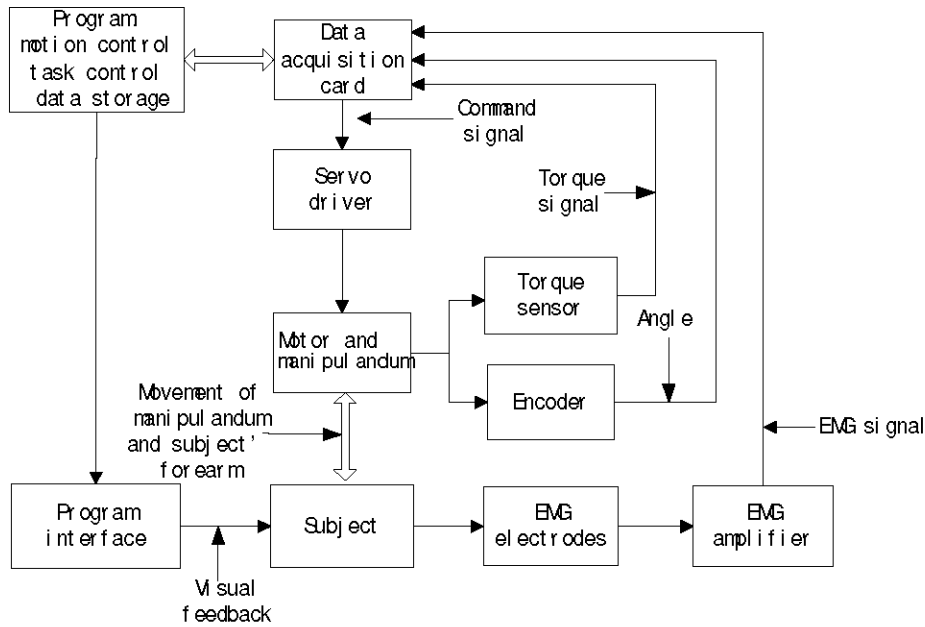 Program
motion control
task control
data storage
Data
acquisition
card
Command
signal
Servo
driver
Torque
signal
Torque
sensor
Motor and
manipulandum
Angle
Encoder
Movement of
manipulandum
and subject'
forearm
EMG signal
Program
interface
Subject
EMG
electrodes
EMG
amplifier
Visual
feedback